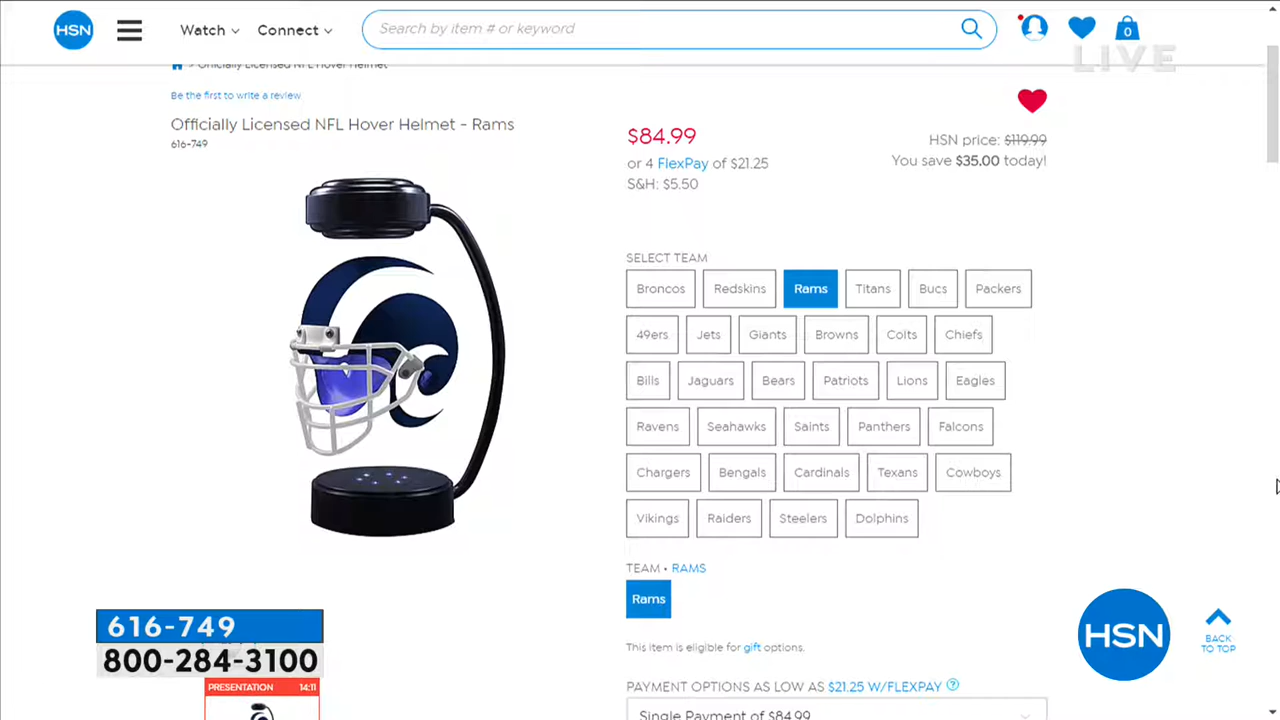 HSN
Watch
Connect
Search by item # or keyword
0
LIVE
> Officially Licensed NFL Hover Helmet
Be the first to write a review
Officially Licensed NFL Hover Helmet - Rams
616-749
$84.99
or 4 FlexPay of $21.25
S&H: $5.50
HSN price: $119.99
You save $35.00 today!
SELECT TEAM
Broncos Redskins Rams Titans Bucs Packers
49ers Jets Giants Browns Colts Chiefs
Bills Jaguars Bears Patriots Lions Eagles
Ravens Seahawks Saints Panthers Falcons
Chargers Bengals Cardinals Texans Cowboys
Vikings Raiders Steelers Dolphins
TEAM • RAMS
Rams
This item is eligible for gift options.
PAYMENT OPTIONS AS LOW AS $21.25 W/FLEXPAY ?
Single Payment of $84.99
616-749
800-284-3100
PRESENTATION 14:11
HSN
BACK
TO TOP